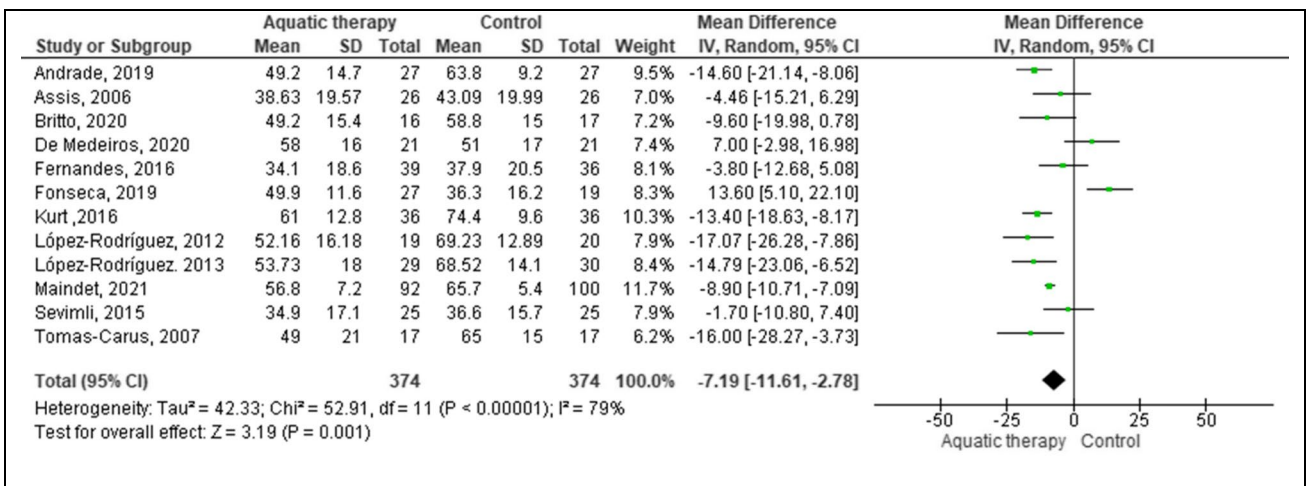 Aquatic therapy Control Mean Difference Mean Difference
Study or Subgroup Mean SD Total Mean SD Total Weight IV, Random, 95% CI IV, Random, 95% CI
Andrade, 2019 49.2 14.7 27 63.8 9.2 27 9.5% -14.60 [-21.14, -8.06]
Assis, 2006 38.63 19.57 26 43.09 19.99 26 7.0% -4.46 [-15.21, 6.29]
Britto, 2020 49.2 15.4 16 58.8 15 17 7.2% -9.60 [-19.98, 0.78]
De Medeiros, 2020 58 16 21 51 17 21 7.4% 7.00 [-2.98, 16.98]
Fernandes, 2016 34.1 18.6 39 37.9 20.5 36 8.1% -3.80 [-12.68, 5.08]
Fonseca, 2019 49.9 11.6 27 36.3 16.2 19 8.3% 13.60 [5.10, 22.10]
Kurt ,2016 61 12.8 36 74.4 9.6 36 10.3% -13.40 [-18.63, -8.17]
López-Rodríguez, 2012 52.16 16.18 19 69.23 12.89 20 7.9% -17.07 [-26.28, -7.86]
López-Rodríguez. 2013 53.73 18 29 68.52 14.1 30 8.4% -14.79 [-23.06, -6.52]
Maindet, 2021 56.8 7.2 92 65.7 5.4 100 11.7% -8.90 [-10.71, -7.09]
Sevimli, 2015 34.9 17.1 25 36.6 15.7 25 7.9% -1.70 [-10.80, 7.40]
Tomas-Carus, 2007 49 21 17 65 15 17 6.2% -16.00 [-28.27, -3.73]
Total (95% CI) 374 374 100.0% -7.19 [-11.61, -2.78]
Heterogeneity: Tau² = 42.33; Chi² = 52.91, df = 11 (P < 0.00001); I² = 79%
Test for overall effect: Z = 3.19 (P = 0.001)
-50 -25 0 25 50
Aquatic therapy Control